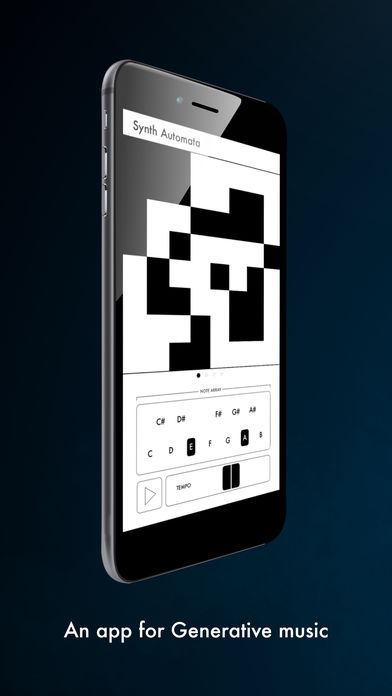 Synth Automata
NOTE ARRAY
C# D# F# G# A#
C D E F G A B
TEMPO
An app for Generative music